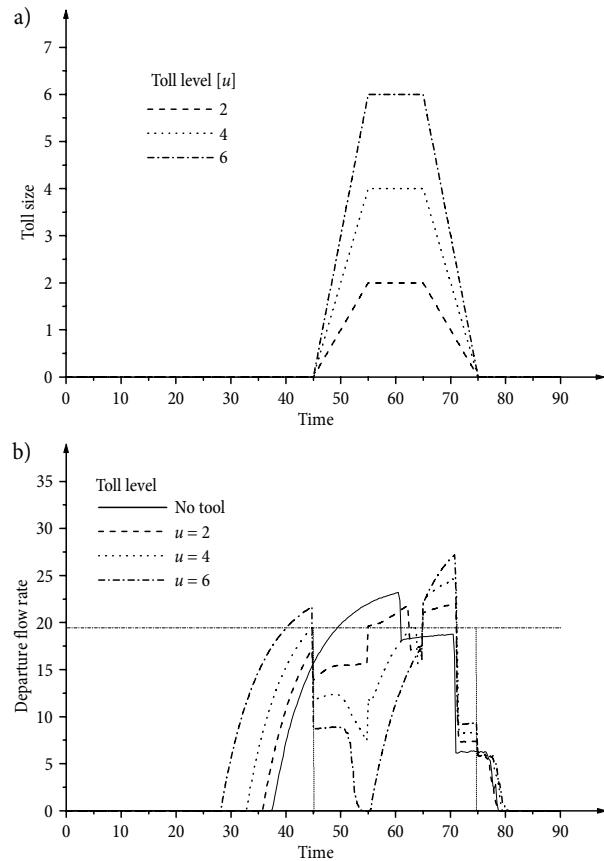 a)
7
6
5
4
3
2
1
0
Toll size
Toll level [u]
2
4
6
0 10 20 30 40 50 60 70 80 90
Time
b)
35
30
25
20
15
10
5
0
Departure flow rate
Toll level
No tool
u = 2
u = 4
u = 6
0 10 20 30 40 50 60 70 80 90
Time